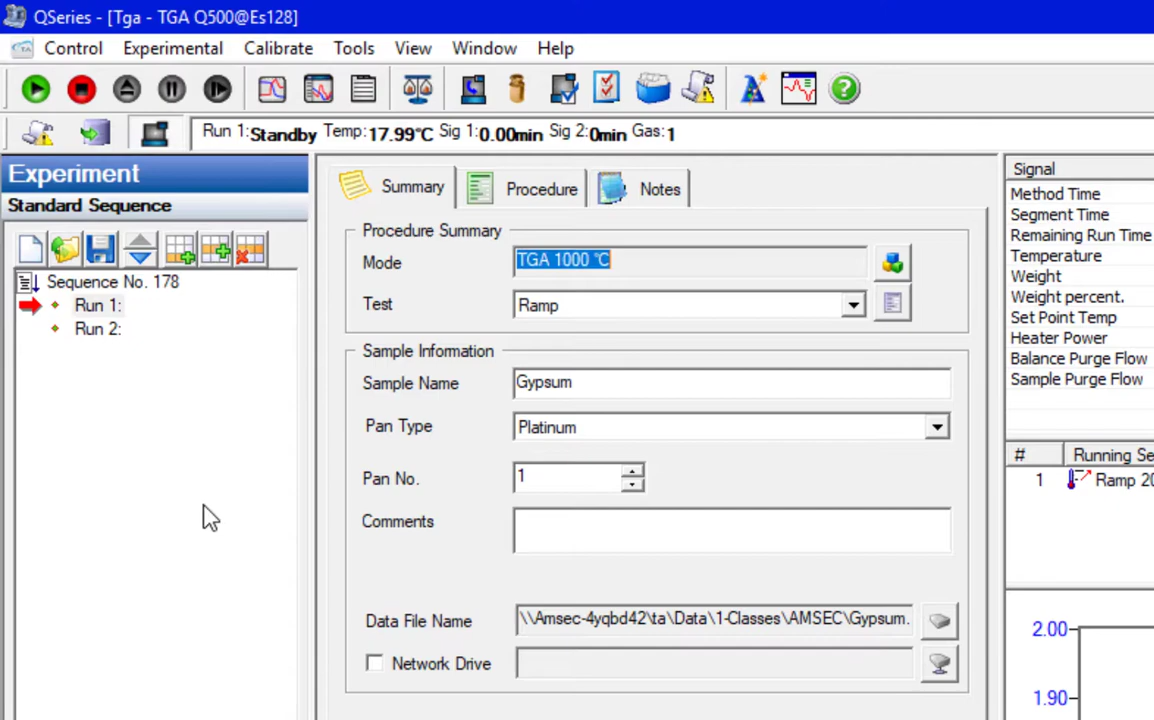 QSeries - [Tga - TGA Q500@Es128]
Control Experimental Calibrate Tools View Window Help
Run 1:Standby Temp:17.99°C Sig 1:0.00min Sig 2:0min Gas:1
Experiment
Standard Sequence
Sequence No. 178
Run 1:
Run 2:
Summary Procedure Notes
Procedure Summary
Mode TGA 1000 °C
Test Ramp
Sample Information
Sample Name Gypsum
Pan Type Platinum
Pan No. 1
Comments
Data File Name \\Amsec-4yqbd42\ta\Data\1-Classes\AMSEC\Gypsum.
Network Drive
Signal
Method Time
Segment Time
Remaining Run Time
Temperature
Weight
Weight percent.
Set Point Temp
Heater Power
Balance Purge Flow
Sample Purge Flow
# Running Se
1 Ramp 20
2.00
1.90